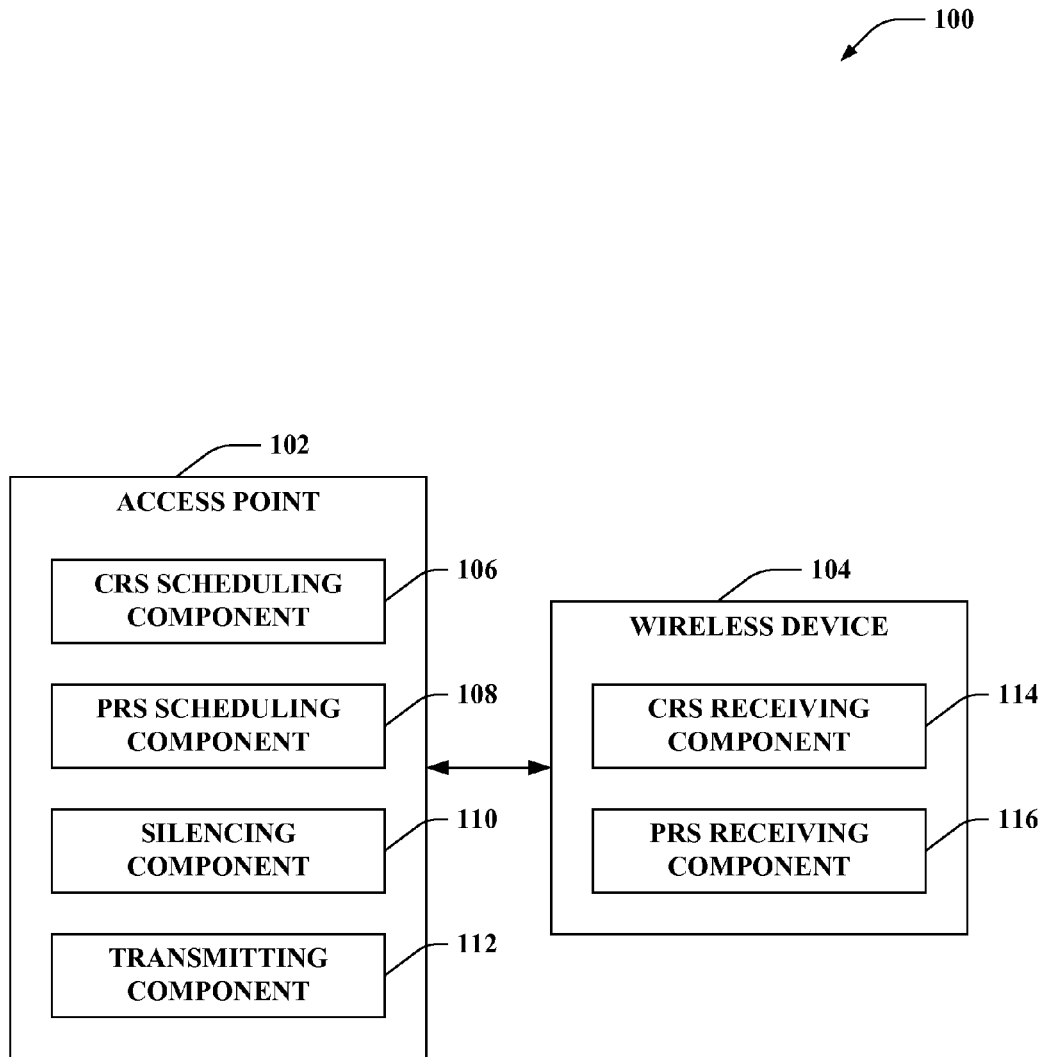 100
102
ACCESS POINT
CRS SCHEDULING
COMPONENT
106
PRS SCHEDULING
COMPONENT
108
SILENCING
COMPONENT
110
TRANSMITTING
COMPONENT
112
104
WIRELESS DEVICE
CRS RECEIVING
COMPONENT
114
PRS RECEIVING
COMPONENT
116